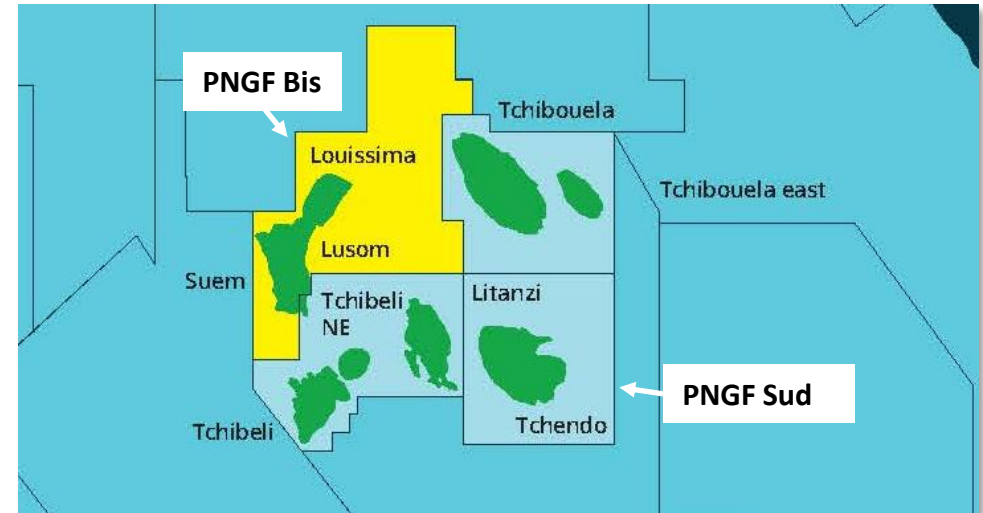 PNGF Bis
Tchibouela
Louissima
Tchibouela east
Lusom
Suem
Tchibeli
NE
Litanzi
PNGF Sud
Tchibeli
Tchendo